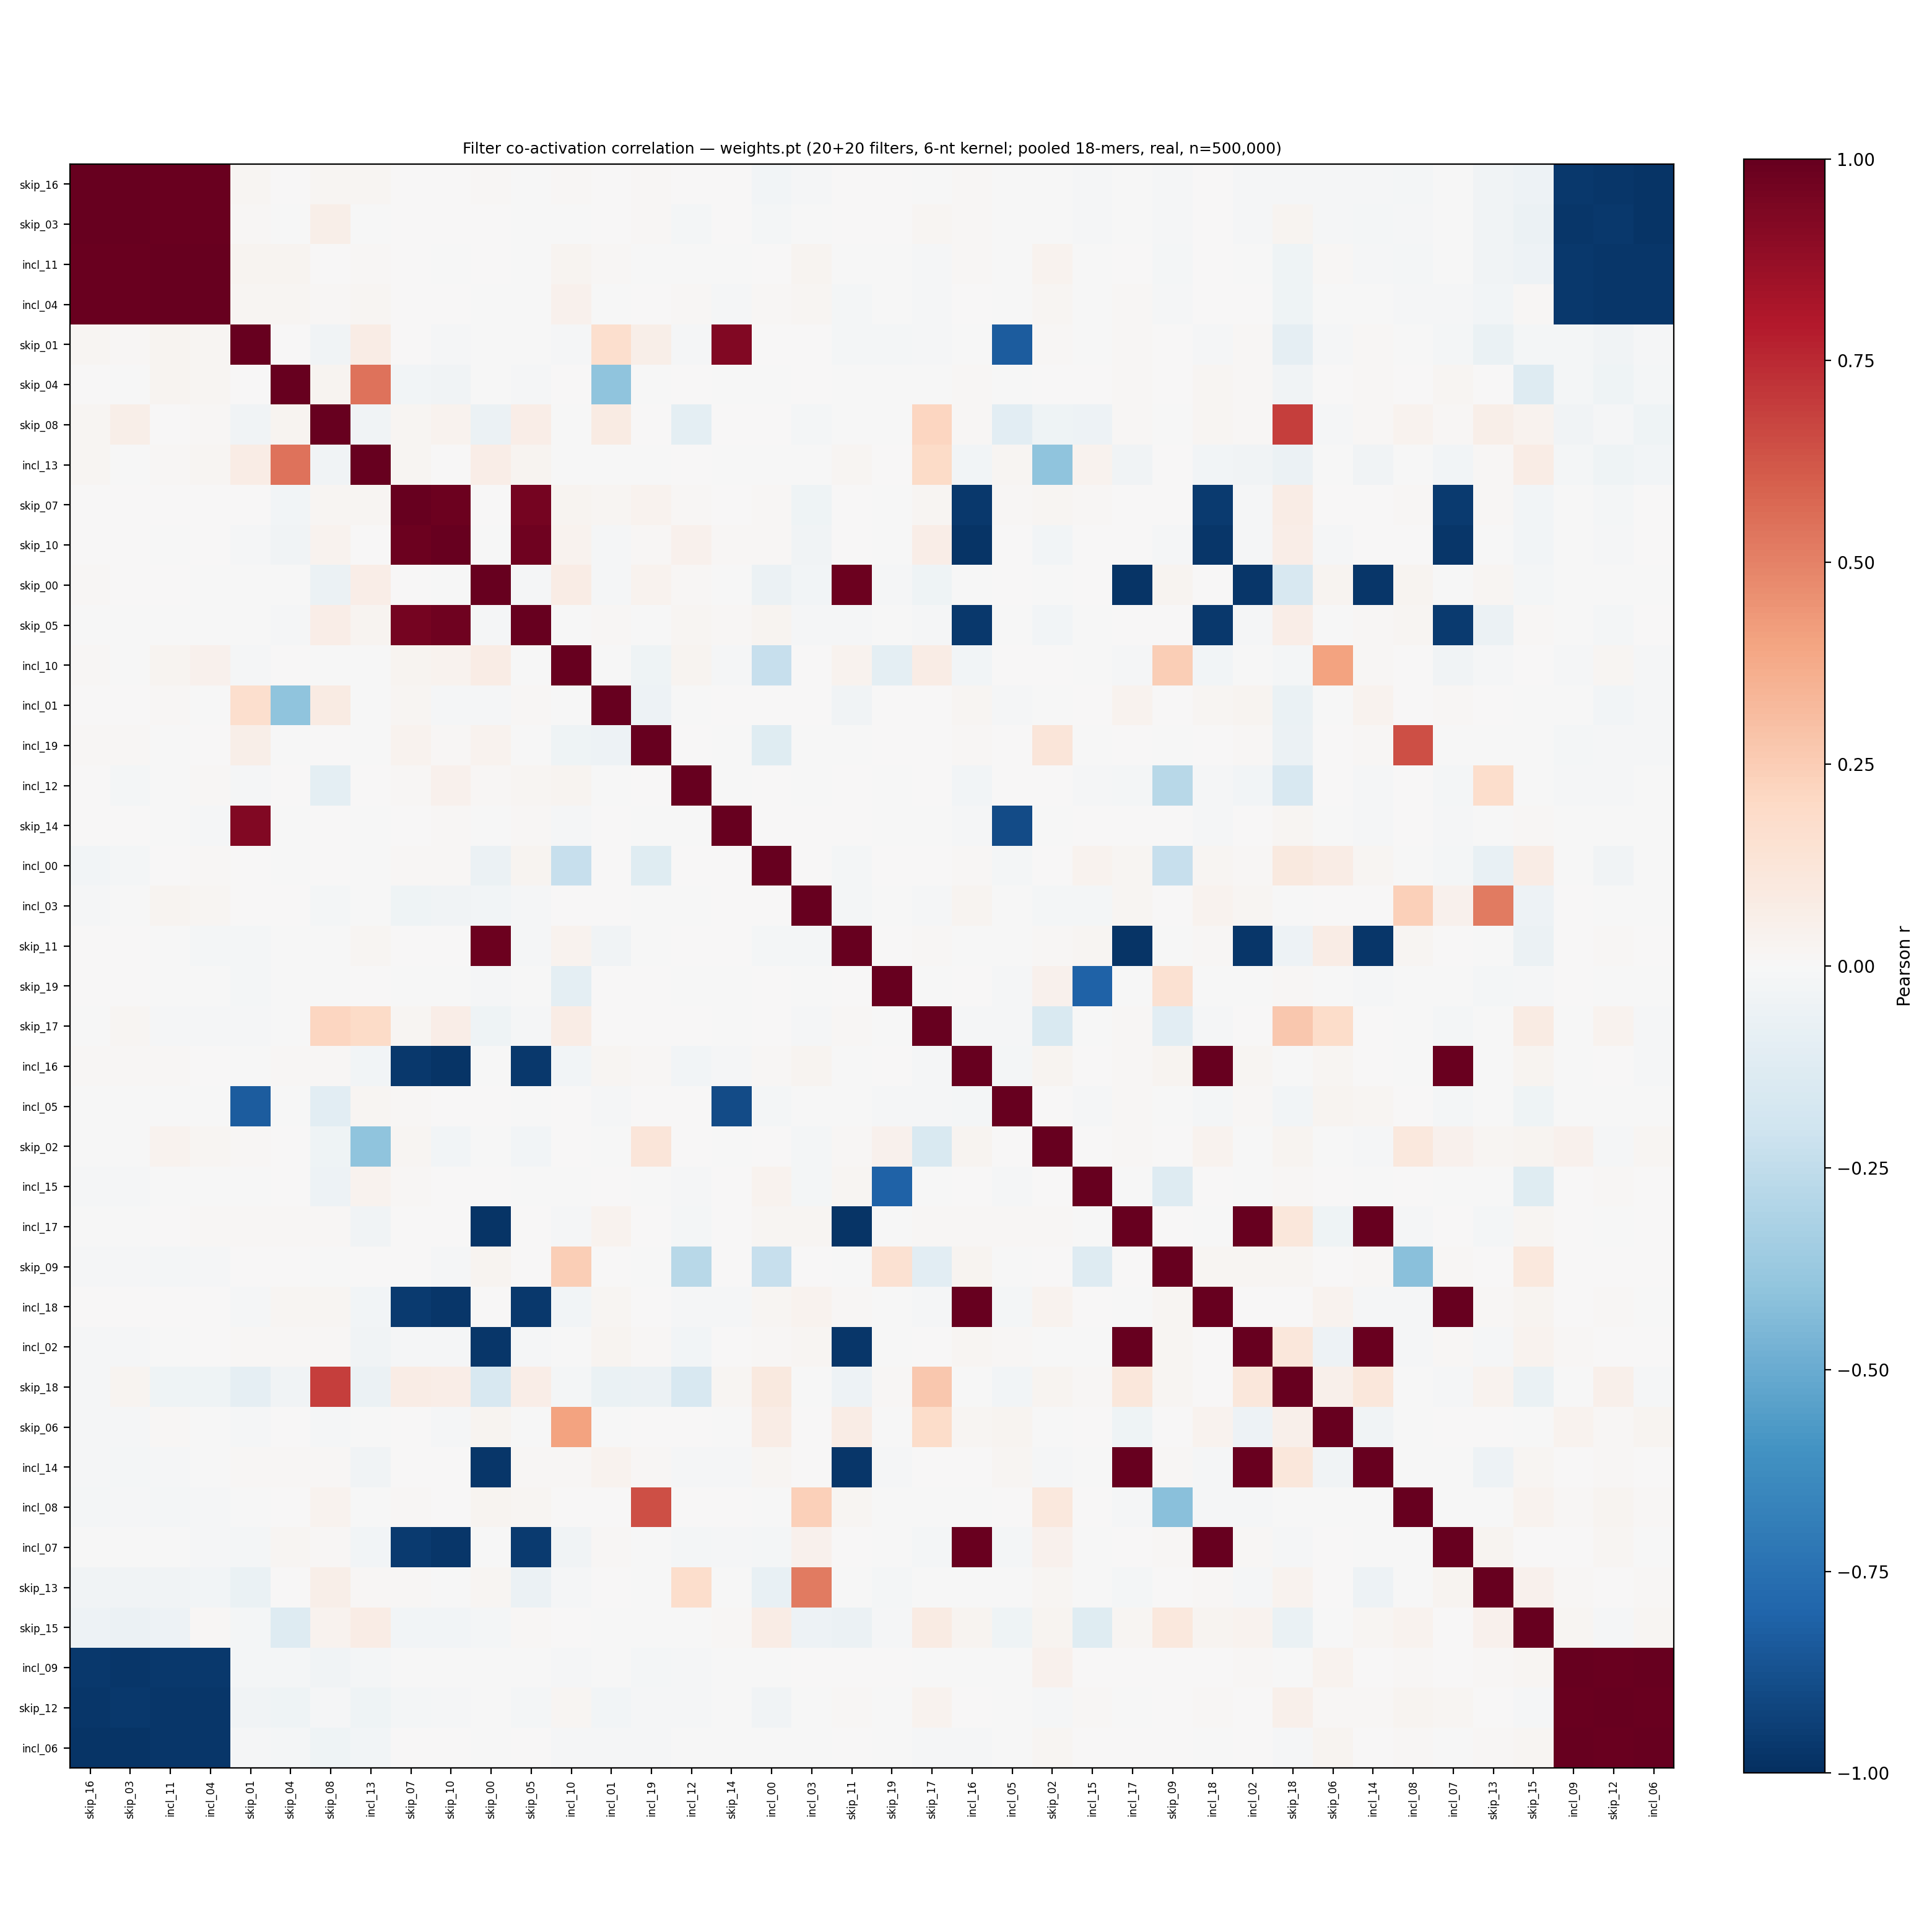 Filter co-activation correlation — weights.pt (20+20 filters, 6-nt kernel; pooled 18-mers, real, n=500,000)
skip_16
skip_03
incl_11
incl_04
skip_01
skip_04
skip_08
incl_13
skip_07
skip_10
skip_00
skip_05
incl_10
incl_01
incl_19
incl_12
skip_14
incl_00
incl_03
skip_11
skip_19
skip_17
incl_16
incl_05
skip_02
incl_15
incl_17
skip_09
incl_18
incl_02
skip_18
skip_06
incl_14
incl_08
incl_07
skip_13
skip_15
incl_09
skip_12
incl_06
skip_16
skip_03
incl_11
incl_04
skip_01
skip_04
skip_08
incl_13
skip_07
skip_10
skip_00
skip_05
incl_10
incl_01
incl_19
incl_12
skip_14
incl_00
incl_03
skip_11
skip_19
skip_17
incl_16
incl_05
skip_02
incl_15
incl_17
skip_09
incl_18
incl_02
skip_18
skip_06
incl_14
incl_08
incl_07
skip_13
skip_15
incl_09
skip_12
incl_06
1.00
0.75
0.50
0.25
0.00
−0.25
−0.50
−0.75
−1.00
Pearson r